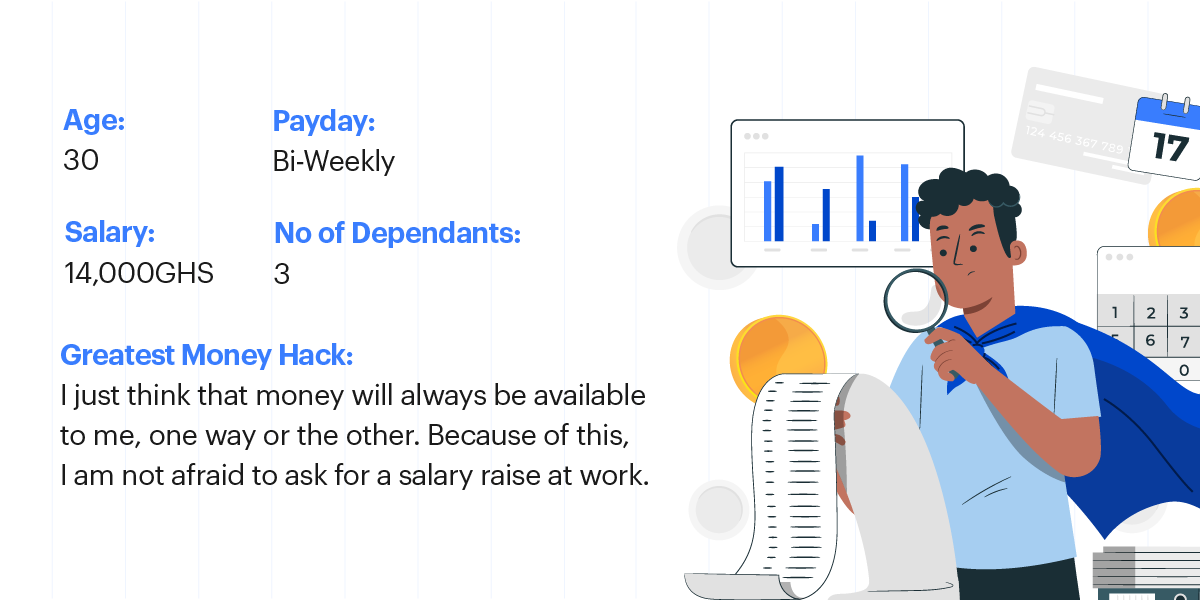 Age:
30
Payday:
Bi-Weekly
Salary:
14,000GHS
No of Dependants:
3
Greatest Money Hack:
I just think that money will always be available
to me, one way or the other. Because of this,
I am not afraid to ask for a salary raise at work.
124 456 367 789
17
1 2 3
6 7
0